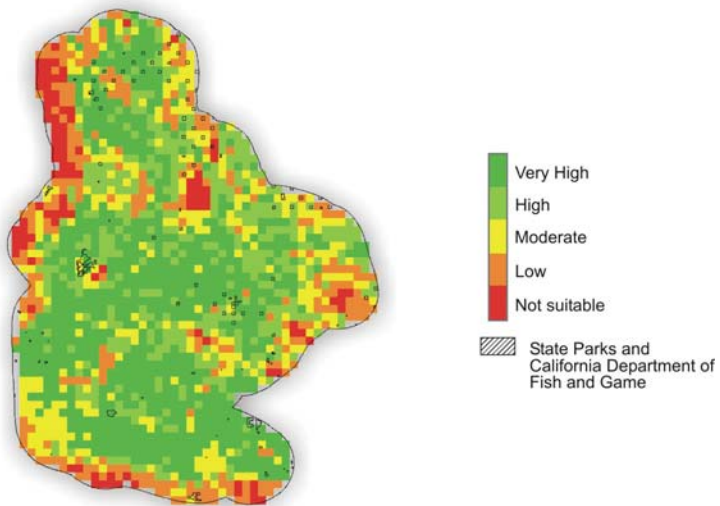 Very High
High
Moderate
Low
Not suitable
State Parks and
California Department of
Fish and Game